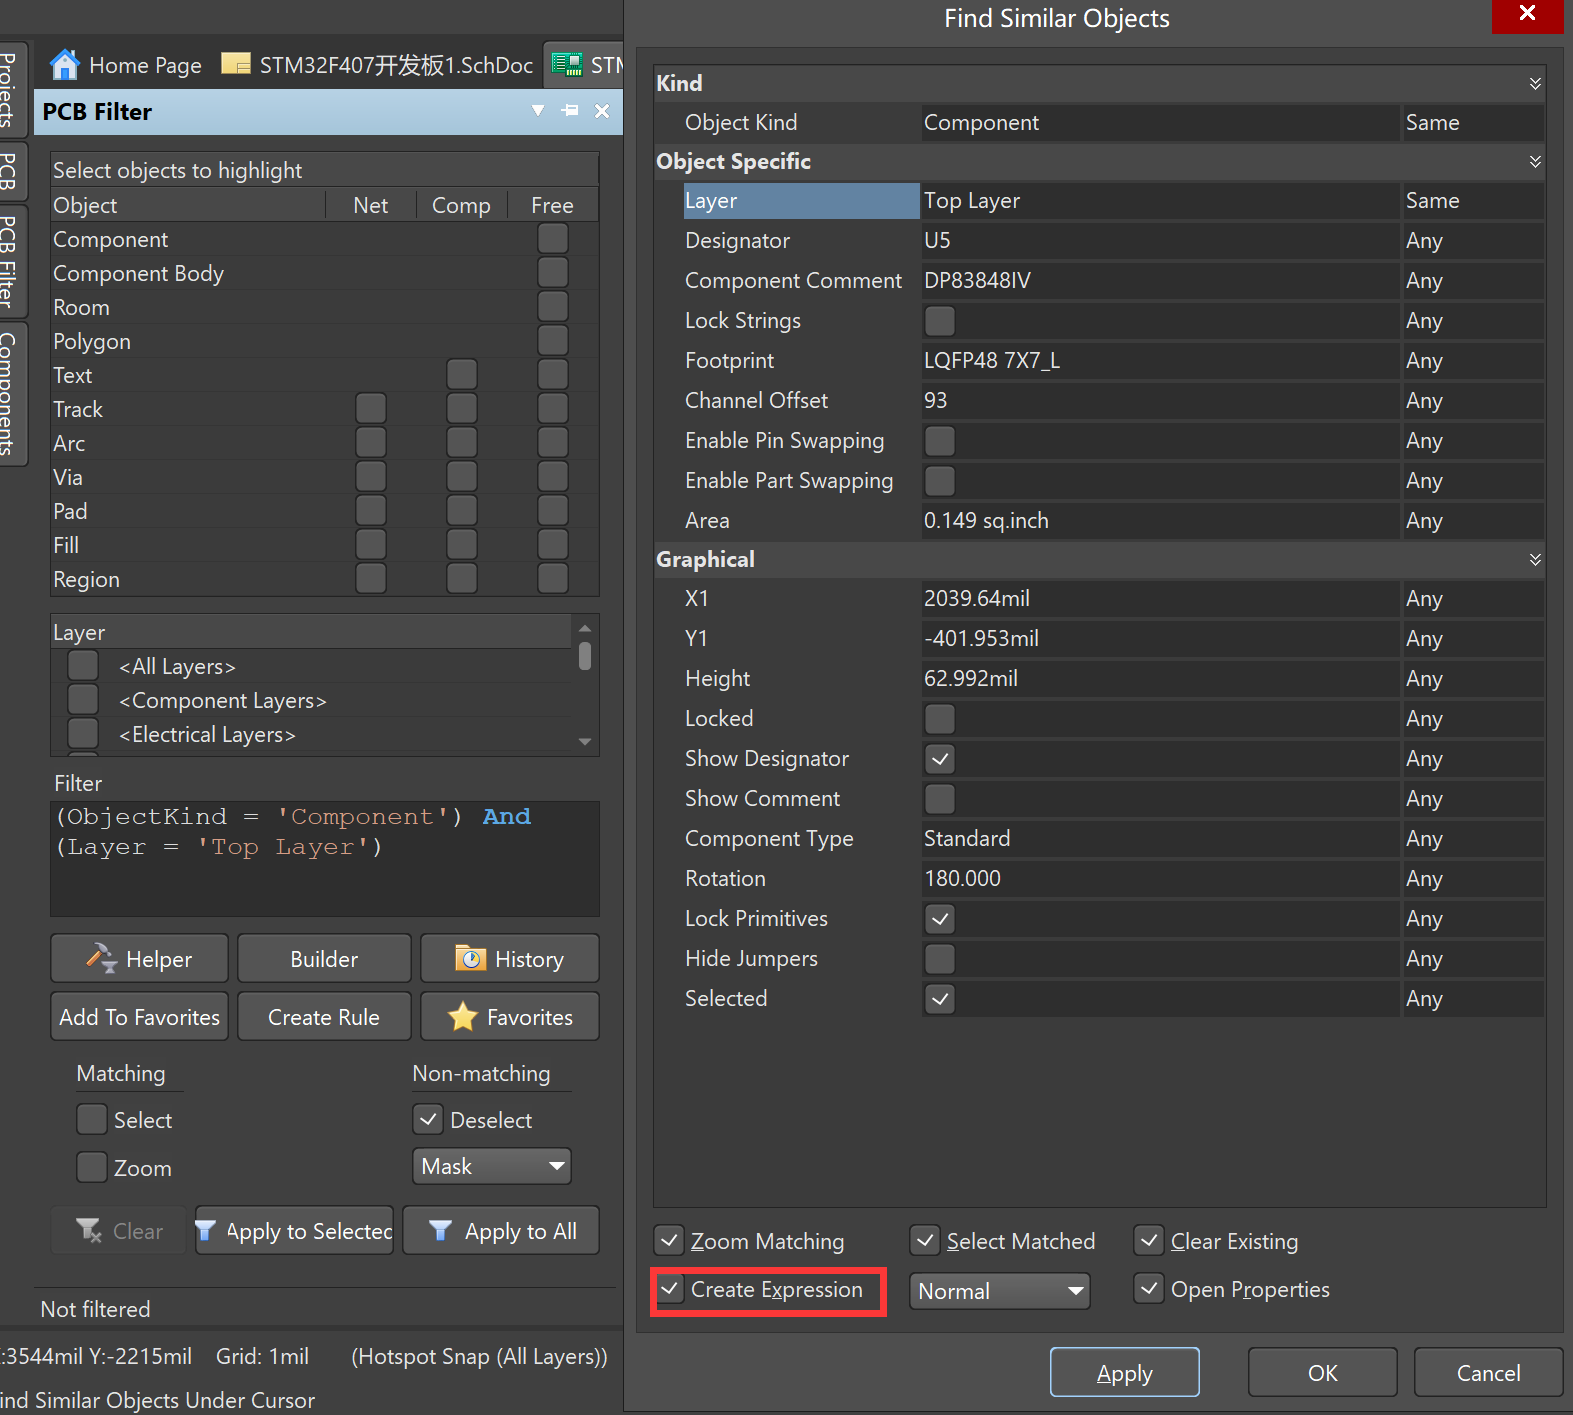 Find Similar Objects
Projects
PCB
PCB Filter
Components
Home Page
STM32F407开发板1.SchDoc
PCB Filter
Select objects to highlight
Object Net Comp Free
Component
Component Body
Room
Polygon
Text
Track
Arc
Via
Pad
Fill
Region
Layer
<All Layers>
<Component Layers>
<Electrical Layers>
Filter
(ObjectKind = 'Component') And
(Layer = 'Top Layer')
Helper Builder History
Add To Favorites Create Rule Favorites
Matching Non-matching
Select Deselect
Zoom Mask
Clear Apply to Selected Apply to All
Not filtered
:3544mil Y:-2215mil Grid: 1mil (Hotspot Snap (All Layers))
ind Similar Objects Under Cursor
Kind
Object Kind Component Same
Object Specific
Layer Top Layer Same
Designator U5 Any
Component Comment DP83848IV Any
Lock Strings Any
Footprint LQFP48 7X7_L Any
Channel Offset 93 Any
Enable Pin Swapping Any
Enable Part Swapping Any
Area 0.149 sq.inch Any
Graphical
X1 2039.64mil Any
Y1 -401.953mil Any
Height 62.992mil Any
Locked Any
Show Designator Any
Show Comment Any
Component Type Standard Any
Rotation 180.000 Any
Lock Primitives Any
Hide Jumpers Any
Selected Any
Zoom Matching Select Matched Clear Existing
Create Expression Normal Open Properties
Apply OK Cancel